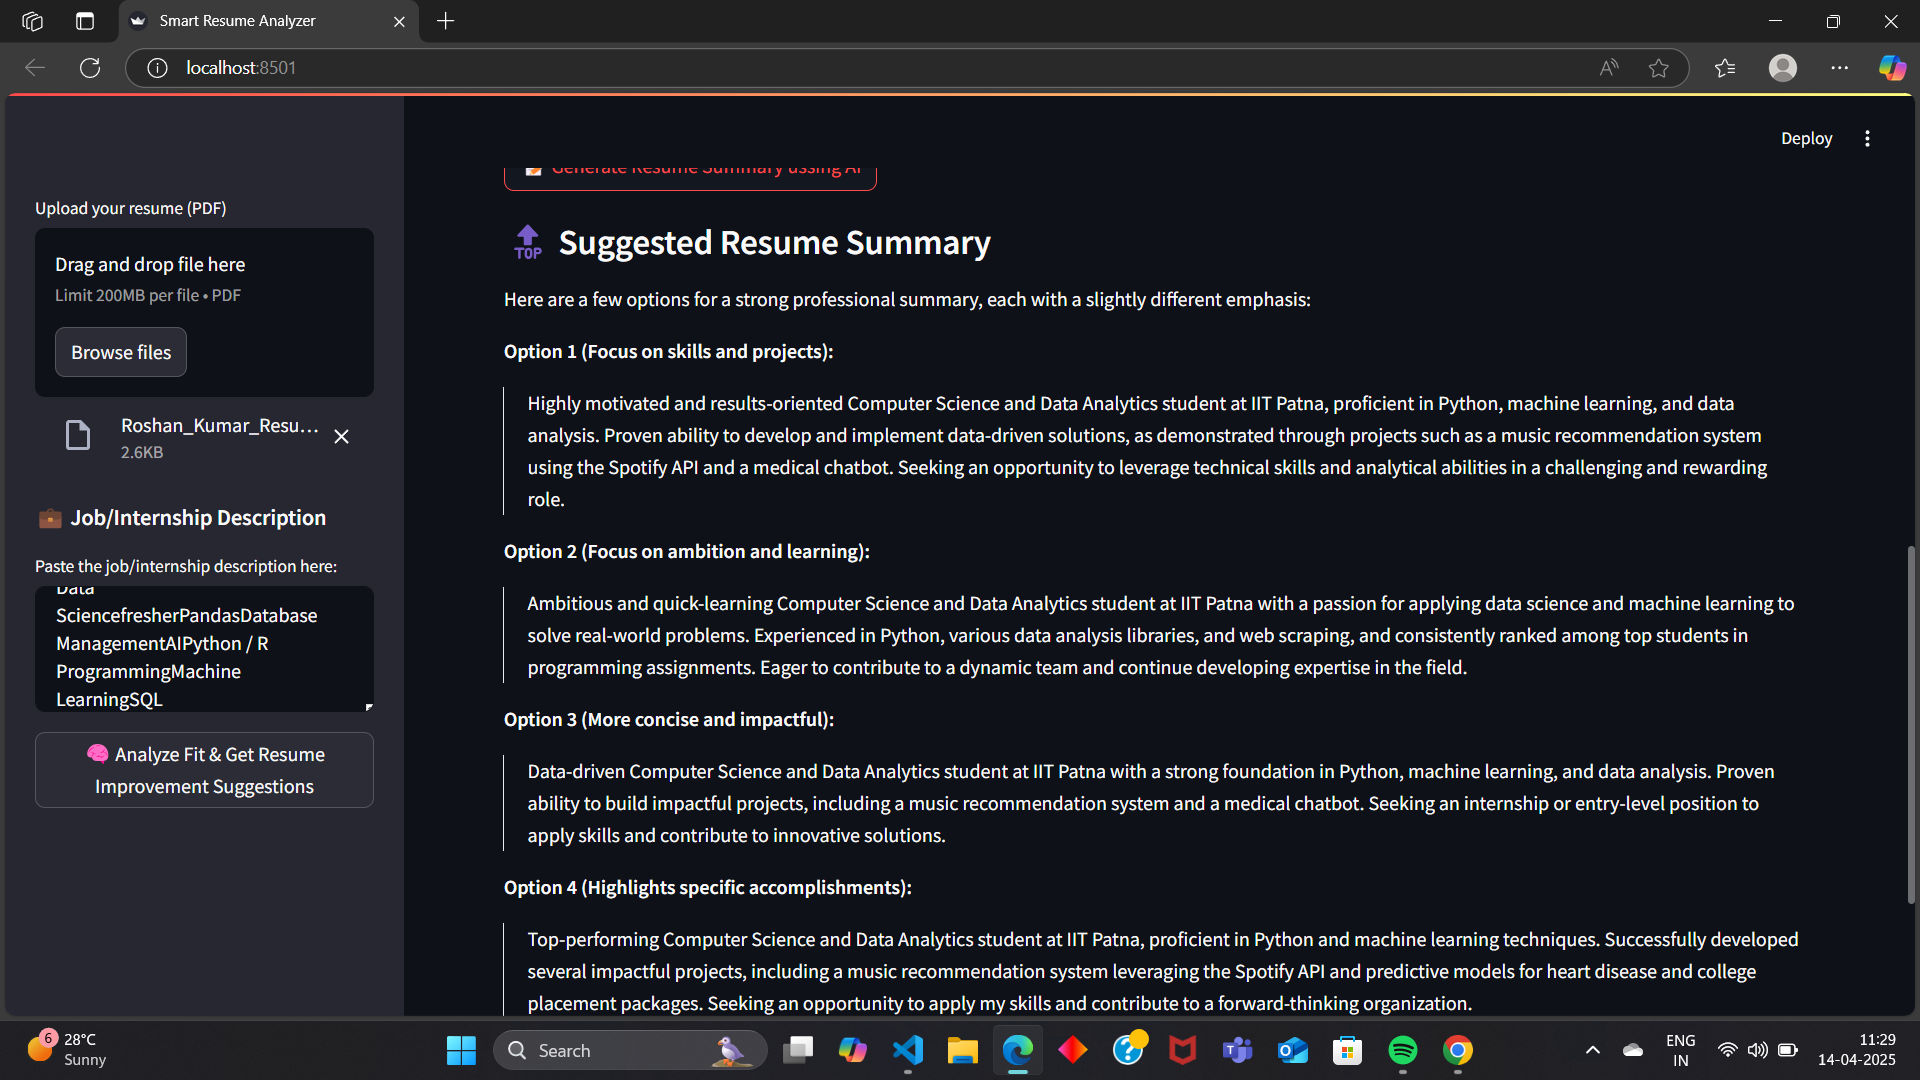 Smart Resume Analyzer
localhost:8501
Deploy
Upload your resume (PDF)
Drag and drop file here
Limit 200MB per file • PDF
Browse files
Roshan_Kumar_Resu...
2.6KB
Job/Internship Description
Paste the job/internship description here:
Data
SciencefresherPandasDatabase
ManagementAIPython / R
ProgrammingMachine
LearningSQL
Analyze Fit & Get Resume
Improvement Suggestions
Generate Resume Summary ussing AI
TOP
Suggested Resume Summary
Here are a few options for a strong professional summary, each with a slightly different emphasis:
Option 1 (Focus on skills and projects):
Highly motivated and results-oriented Computer Science and Data Analytics student at IIT Patna, proficient in Python, machine learning, and data
analysis. Proven ability to develop and implement data-driven solutions, as demonstrated through projects such as a music recommendation system
using the Spotify API and a medical chatbot. Seeking an opportunity to leverage technical skills and analytical abilities in a challenging and rewarding
role.
Option 2 (Focus on ambition and learning):
Ambitious and quick-learning Computer Science and Data Analytics student at IIT Patna with a passion for applying data science and machine learning to
solve real-world problems. Experienced in Python, various data analysis libraries, and web scraping, and consistently ranked among top students in
programming assignments. Eager to contribute to a dynamic team and continue developing expertise in the field.
Option 3 (More concise and impactful):
Data-driven Computer Science and Data Analytics student at IIT Patna with a strong foundation in Python, machine learning, and data analysis. Proven
ability to build impactful projects, including a music recommendation system and a medical chatbot. Seeking an internship or entry-level position to
apply skills and contribute to innovative solutions.
Option 4 (Highlights specific accomplishments):
Top-performing Computer Science and Data Analytics student at IIT Patna, proficient in Python and machine learning techniques. Successfully developed
several impactful projects, including a music recommendation system leveraging the Spotify API and predictive models for heart disease and college
placement packages. Seeking an opportunity to apply my skills and contribute to a forward-thinking organization.
6
28°C
Sunny
Search
ENG
IN
11:29
14-04-2025